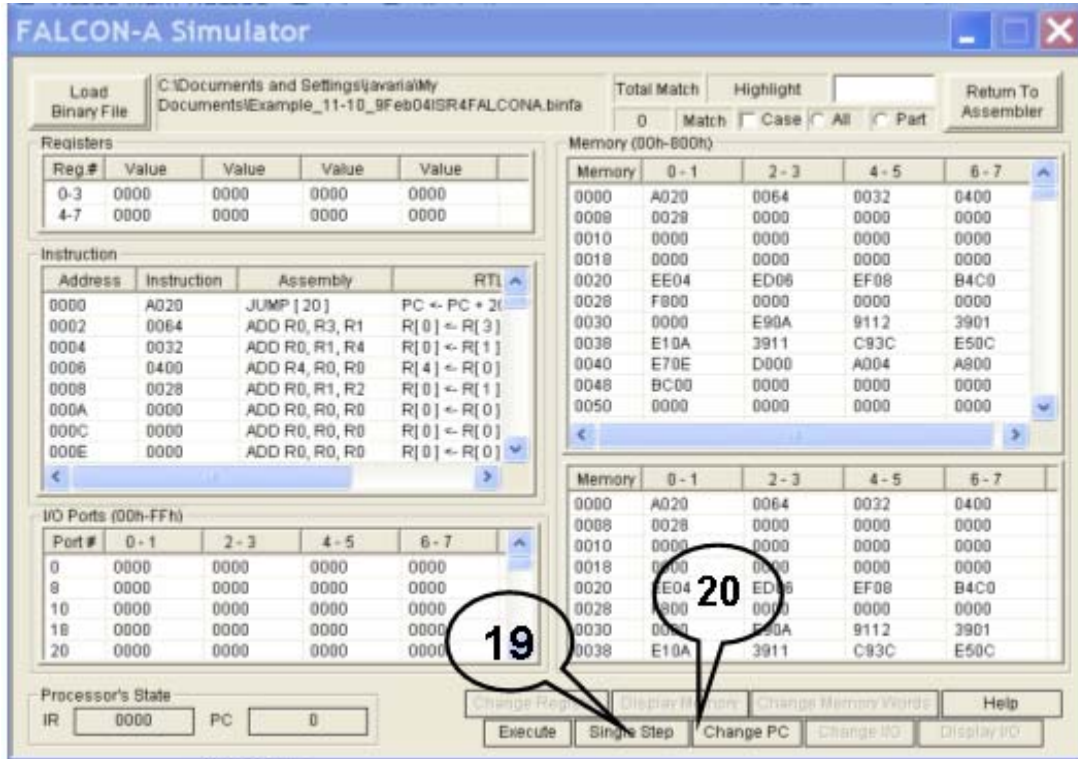 FALCON-A Simulator
Load Binary File
C:\Documents and Settings\javaria\My
Documents\Example_11-10_9Feb04ISR4FALCONA.binfa
Total Match Highlight
0 Match Case All Part
Return To Assembler
Registers
Reg.# Value Value Value Value
0-3 0000 0000 0000 0000
4-7 0000 0000 0000 0000
Instruction
Address Instruction Assembly RTL
0000 A020 JUMP [ 20 ] PC <- PC + 20
0002 0064 ADD R0, R3, R1 R[ 0 ] <- R[ 3 ]
0004 0032 ADD R0, R1, R4 R[ 0 ] <- R[ 1 ]
0006 0400 ADD R4, R0, R0 R[ 4 ] <- R[ 0 ]
0008 0028 ADD R0, R1, R2 R[ 0 ] <- R[ 1 ]
000A 0000 ADD R0, R0, R0 R[ 0 ] <- R[ 0 ]
000C 0000 ADD R0, R0, R0 R[ 0 ] <- R[ 0 ]
000E 0000 ADD R0, R0, R0 R[ 0 ] <- R[ 0 ]
I/O Ports (00h-FFh)
Port # 0 - 1 2 - 3 4 - 5 6 - 7
0 0000 0000 0000 0000
8 0000 0000 0000 0000
10 0000 0000 0000 0000
18 0000 0000 0000 0000
20 0000 0000 0000 0000
Memory (00h-800h)
Memory 0 - 1 2 - 3 4 - 5 6 - 7
0000 A020 0064 0032 0400
0008 0028 0000 0000 0000
0010 0000 0000 0000 0000
0018 0000 0000 0000 0000
0020 EE04 ED06 EF08 B4C0
0028 F800 0000 0000 0000
0030 0000 E90A 9112 3901
0038 E10A 3911 C93C E50C
0040 E70E D000 A004 A800
0048 BC00 0000 0000 0000
0050 0000 0000 0000 0000
Memory 0 - 1 2 - 3 4 - 5 6 - 7
0000 A020 0064 0032 0400
0008 0028 0000 0000 0000
0010 0000 0000 0000 0000
0018 0000 0000 0000
0020 EE04 ED06 EF08 B4C0
0028 F800 0000 0000 0000
0030 0000 E90A 9112 3901
0038 E10A 3911 C93C E50C
19
20
Processor's State
IR 0000 PC 0
Change Register Display Memory Change Memory Words Help
Execute Single Step Change PC Change I/O Display I/O